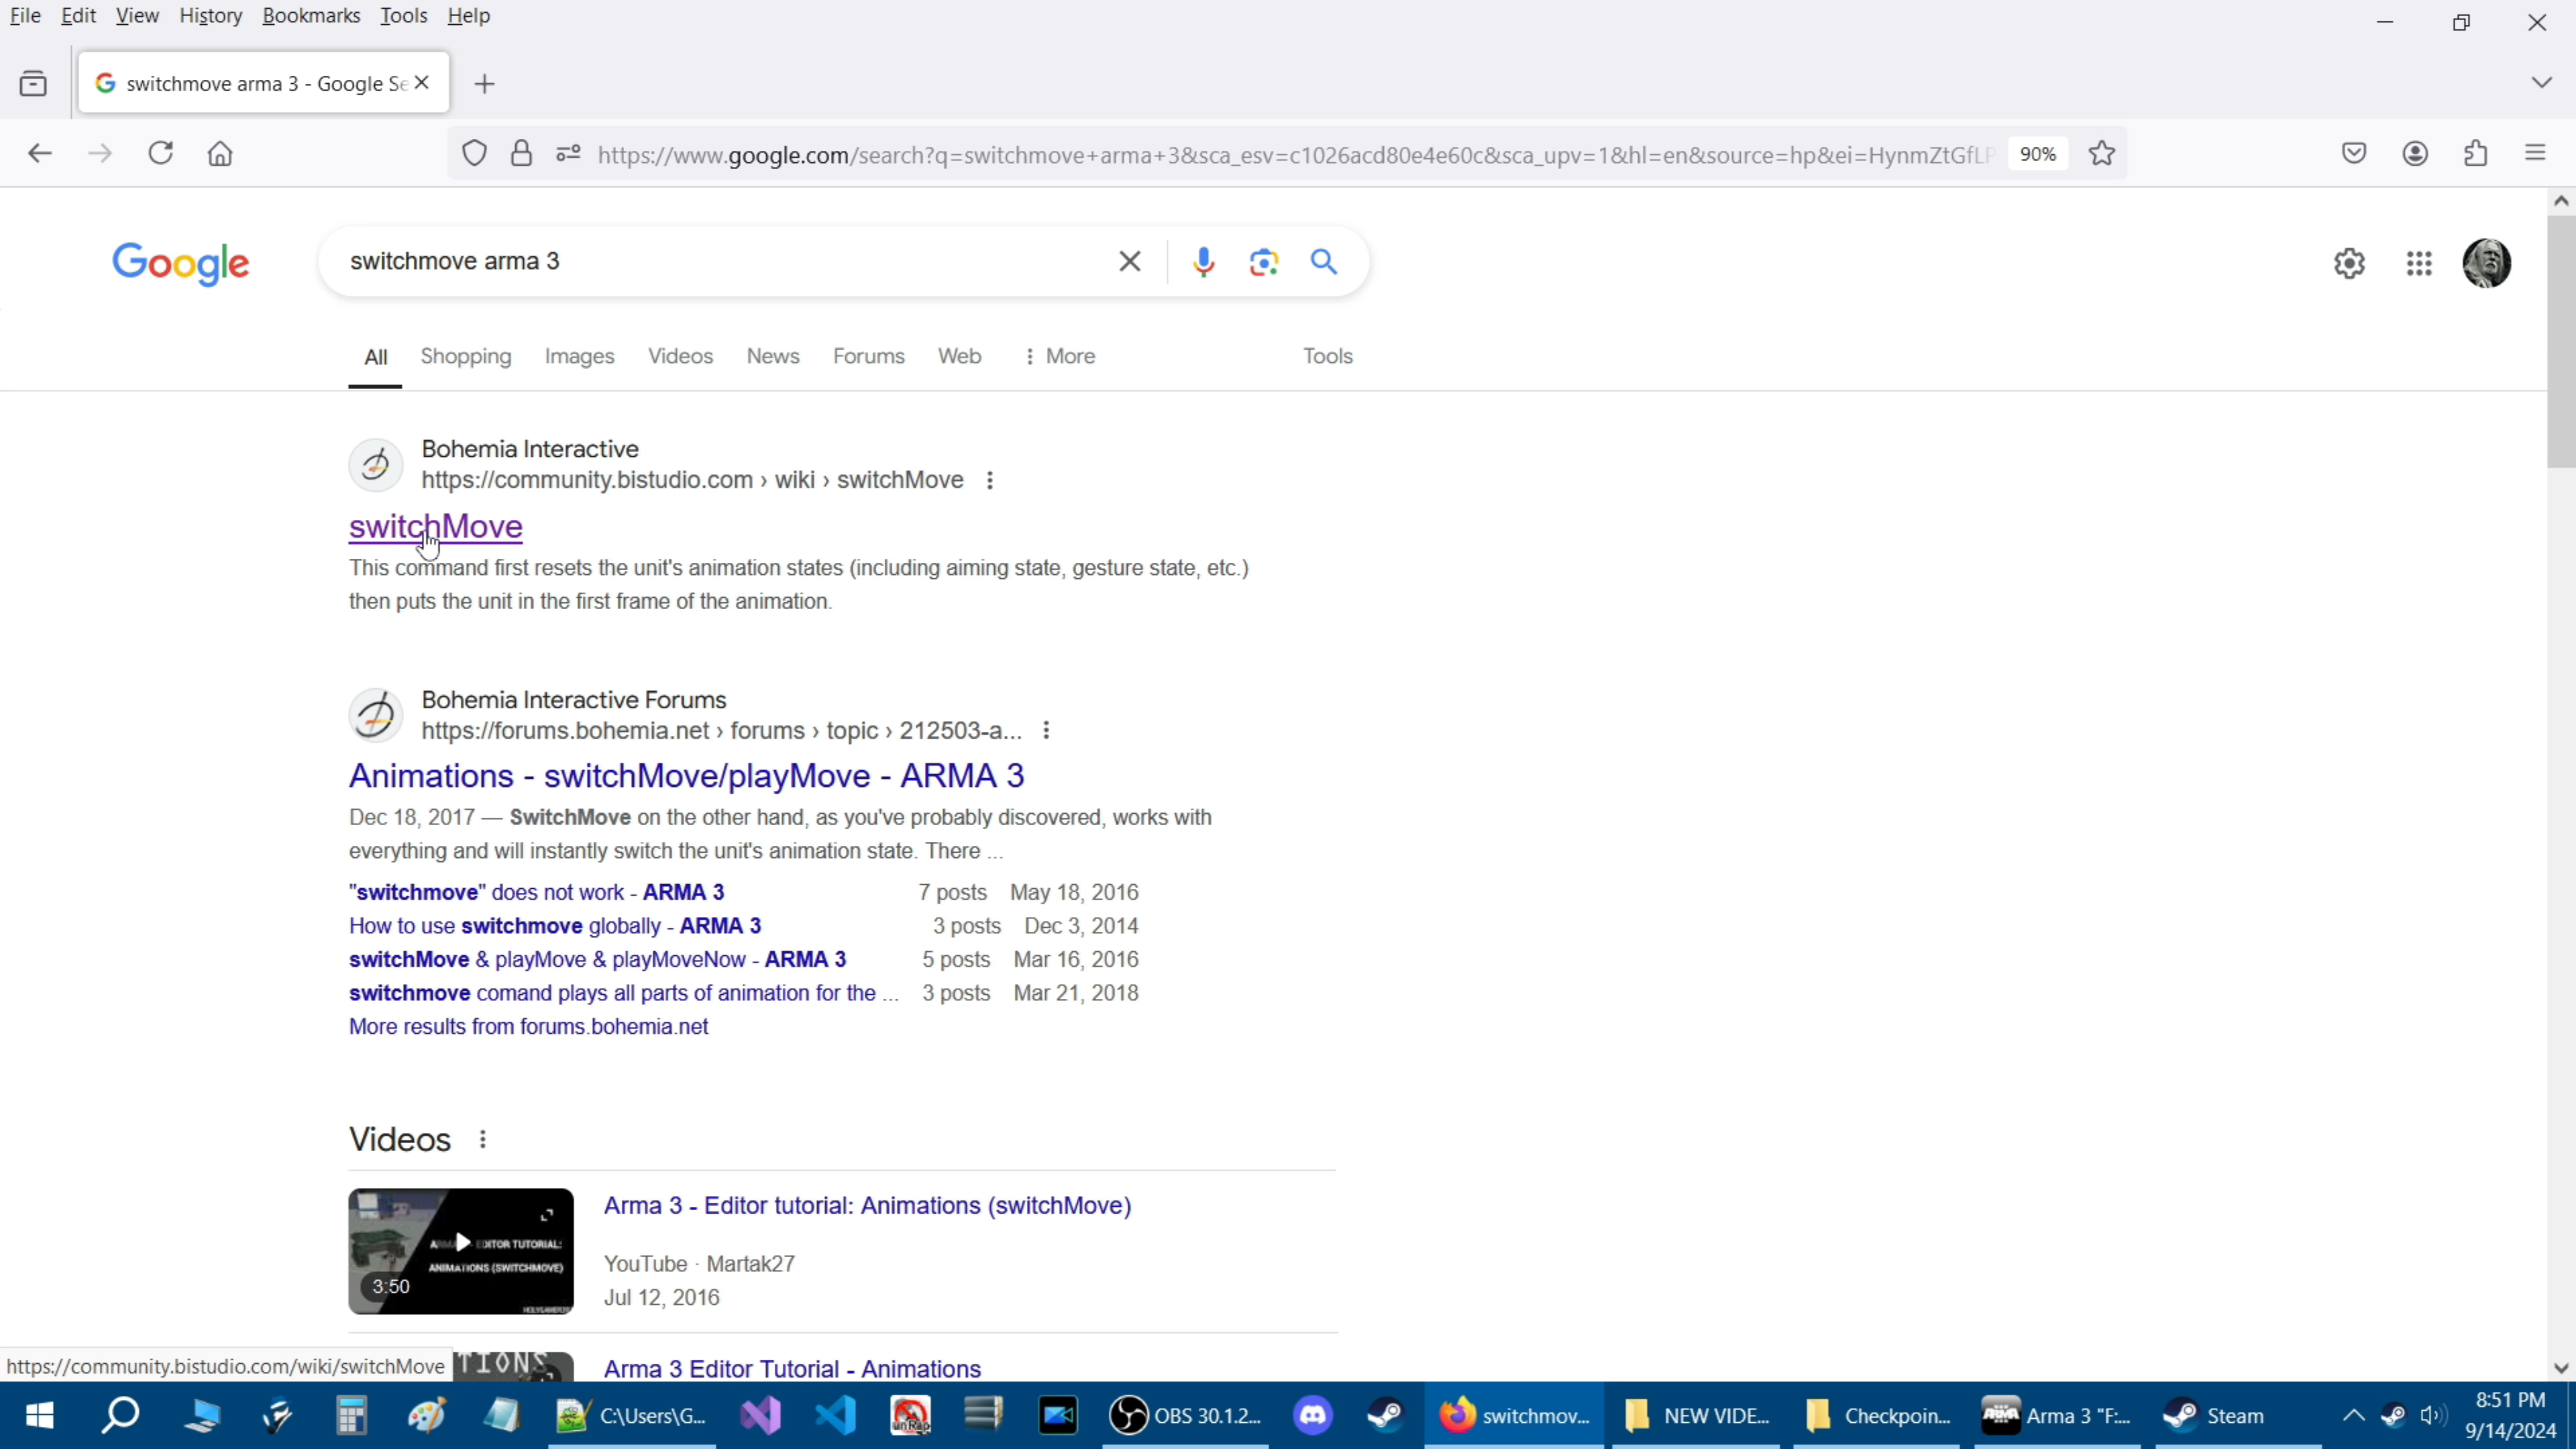 File Edit View History Bookmarks Tools Help
switchmove arma 3 - Google Se
https://www.google.com/search?q=switchmove+arma+3&sca_esv=c1026acd80e4e60c&sca_upv=1&hl=en&source=hp&ei=HynmZtGfLP 90%
Google switchmove arma 3
All Shopping Images Videos News Forums Web More Tools
Bohemia Interactive
https://community.bistudio.com › wiki › switchMove
switchMove
This command first resets the unit's animation states (including aiming state, gesture state, etc.)
then puts the unit in the first frame of the animation.
Bohemia Interactive Forums
https://forums.bohemia.net › forums › topic › 212503-a...
Animations - switchMove/playMove - ARMA 3
Dec 18, 2017 — SwitchMove on the other hand, as you've probably discovered, works with
everything and will instantly switch the unit's animation state. There ...
"switchmove" does not work - ARMA 3 7 posts May 18, 2016
How to use switchmove globally - ARMA 3 3 posts Dec 3, 2014
switchMove & playMove & playMoveNow - ARMA 3 5 posts Mar 16, 2016
switchmove comand plays all parts of animation for the ... 3 posts Mar 21, 2018
More results from forums.bohemia.net
Videos
EDITOR TUTORIAL:
ANIMATIONS (SWITCHMOVE)
3:50
Arma 3 - Editor tutorial: Animations (switchMove)
YouTube · Martak27
Jul 12, 2016
https://community.bistudio.com/wiki/switchMove
TIONS
Arma 3 Editor Tutorial - Animations
C:\Users\G... unRap OBS 30.1.2... switchmov... NEW VIDE... Checkpoin... ARMA Arma 3 "F:... Steam 8:51 PM
9/14/2024